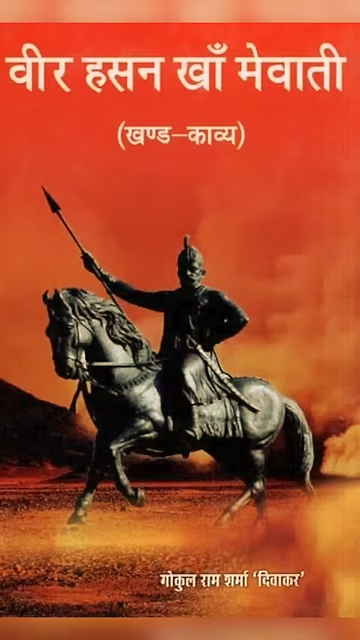 वीर हसन खाँ मेवाती
(खण्ड–काव्य)
गोकुल राम शर्मा ‘दिवाकर’